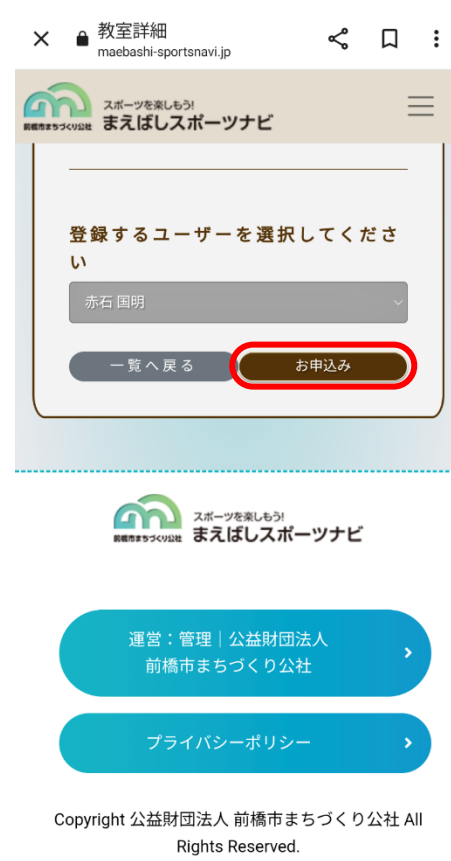 教室詳細
maebashi-sportsnavi.jp
前橋市まちづくり公社
スポーツを楽しもう!
まえばしスポーツナビ
登録するユーザーを選択してくださ
い
赤石 国明
一覧へ戻る
お申込み
前橋市まちづくり公社
スポーツを楽しもう!
まえばしスポーツナビ
運営：管理｜公益財団法人
前橋市まちづくり公社
プライバシーポリシー
Copyright 公益財団法人 前橋市まちづくり公社 All
Rights Reserved.